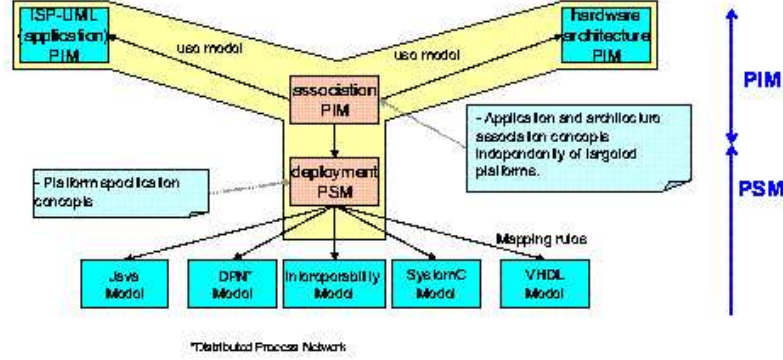 ISP-UML
(application)
PIM
hardware
architecture
PIM
use model
use model
association
PIM
PIM
- Application and architecture
association concepts
independently of targeted
platforms.
deployment
PSM
- Platform specification
concepts
PSM
Mapping rules
Java
Model
DPN*
Model
Interoperability
Model
SystemC
Model
VHDL
Model
*Distributed Process Network